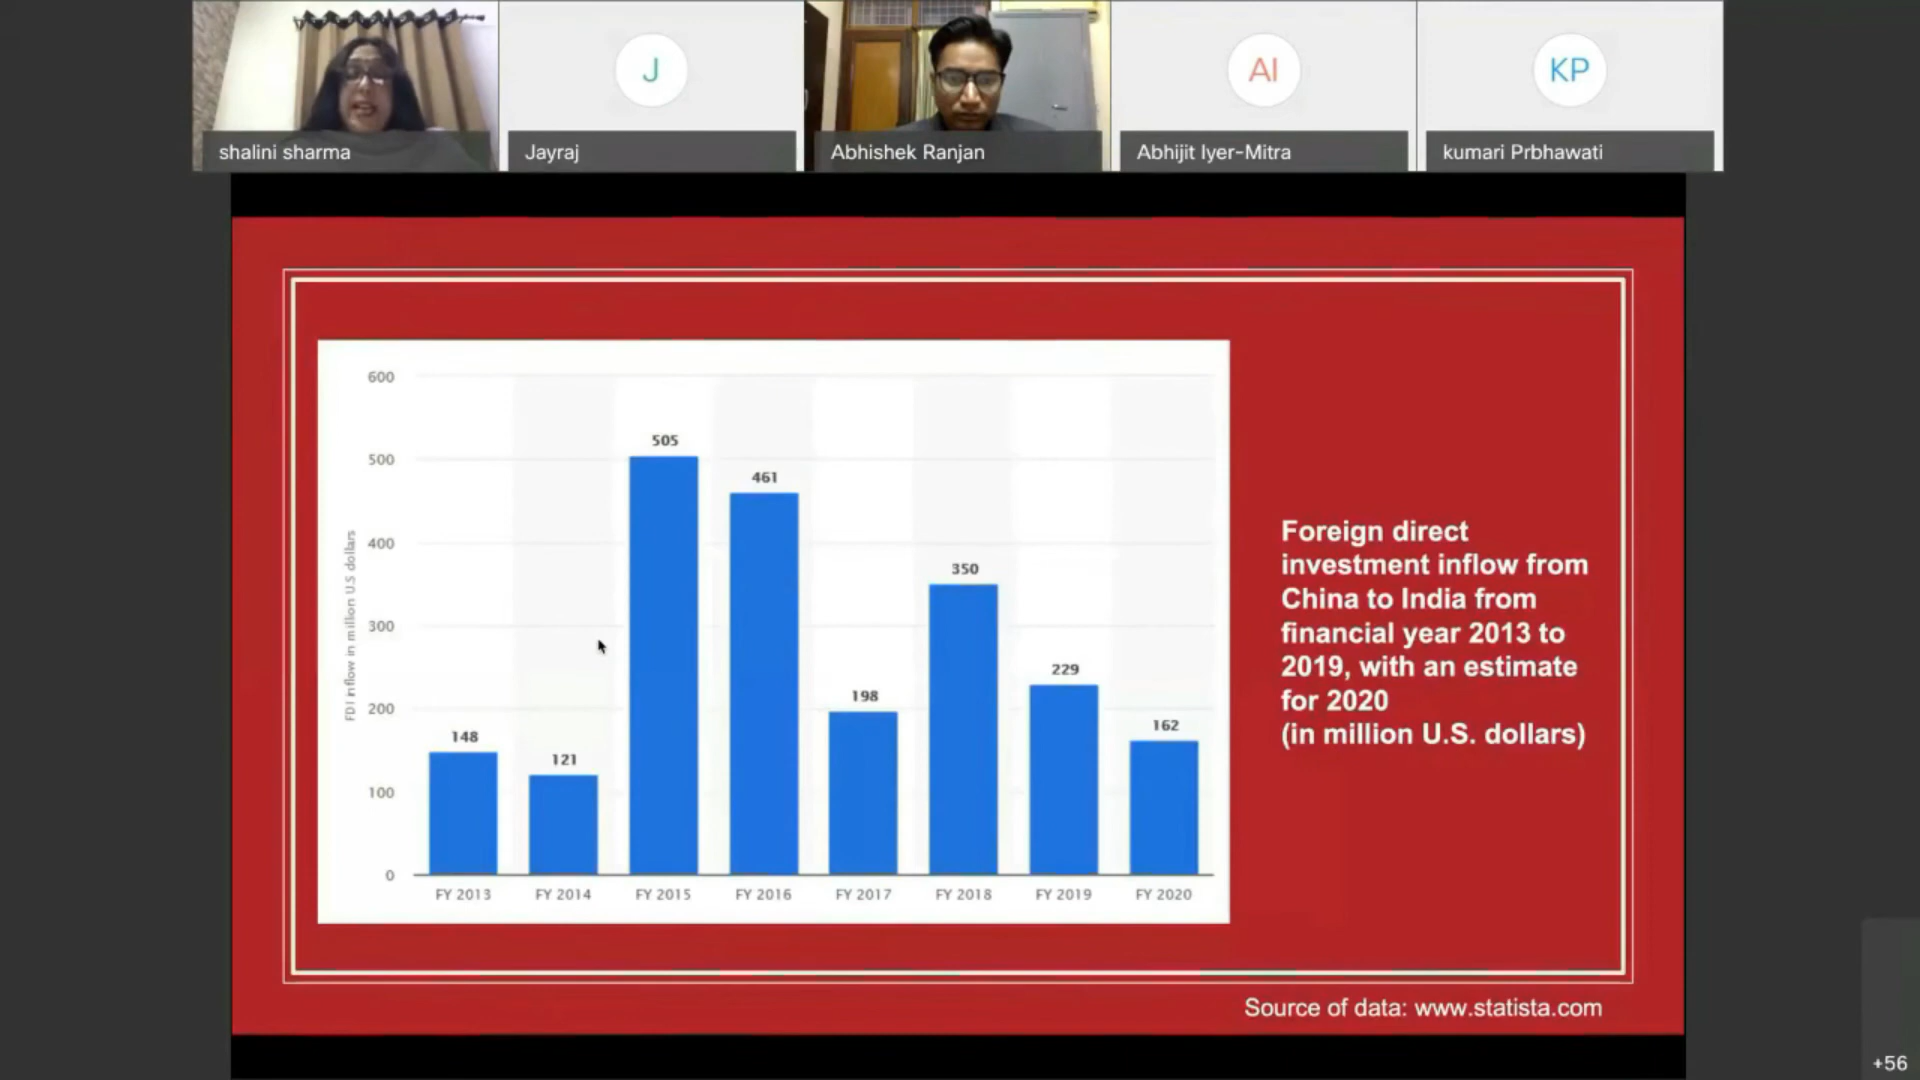 J
AI
KP
shalini sharma
Jayraj
Abhishek Ranjan
Abhijit Iyer-Mitra
kumari Prbhawati
600
500
400
300
200
100
0
FDI inflow in million U.S dollars
505
461
198
350
229
162
148
121
FY 2013
FY 2014
FY 2015
FY 2016
FY 2017
FY 2018
FY 2019
FY 2020
Foreign direct
investment inflow from
China to India from
financial year 2013 to
2019, with an estimate
for 2020
(in million U.S. dollars)
Source of data: www.statista.com
+56